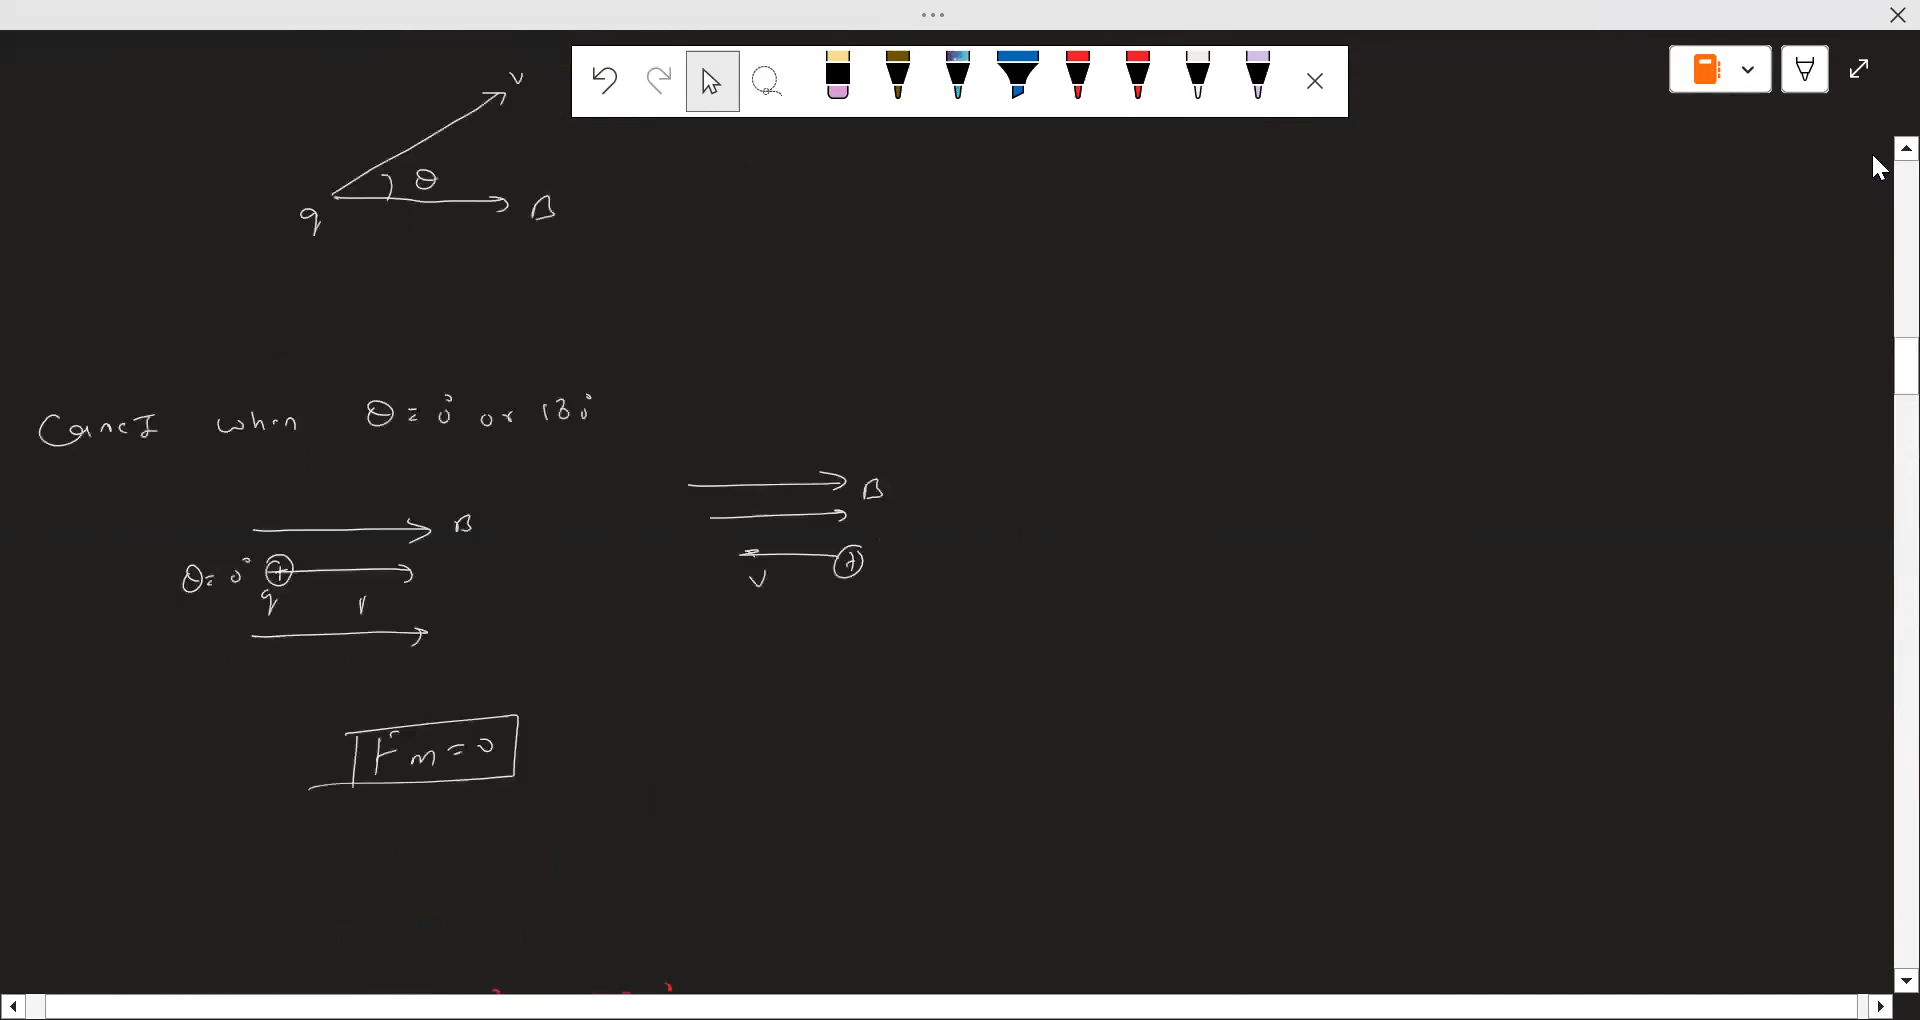 v
θ
q B
Case I when θ = 0° or 180°
B
B
θ = 0° +
q v
v +
Fm = 0